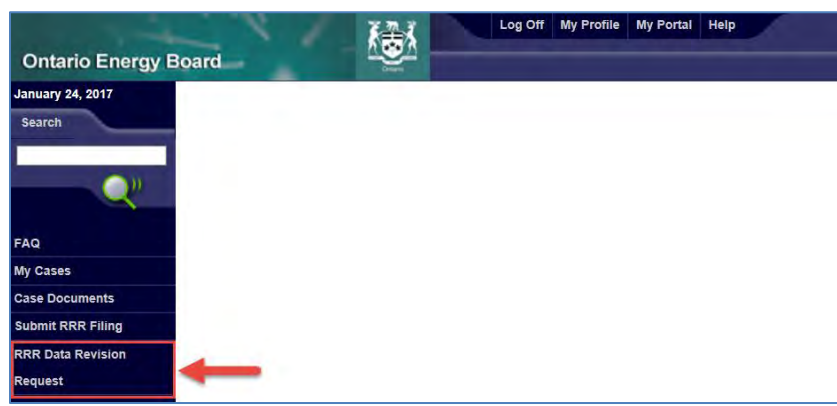 Log Off My Profile My Portal Help
Ontario Energy Board
Ontario
January 24, 2017
Search
FAQ
My Cases
Case Documents
Submit RRR Filing
RRR Data Revision
Request